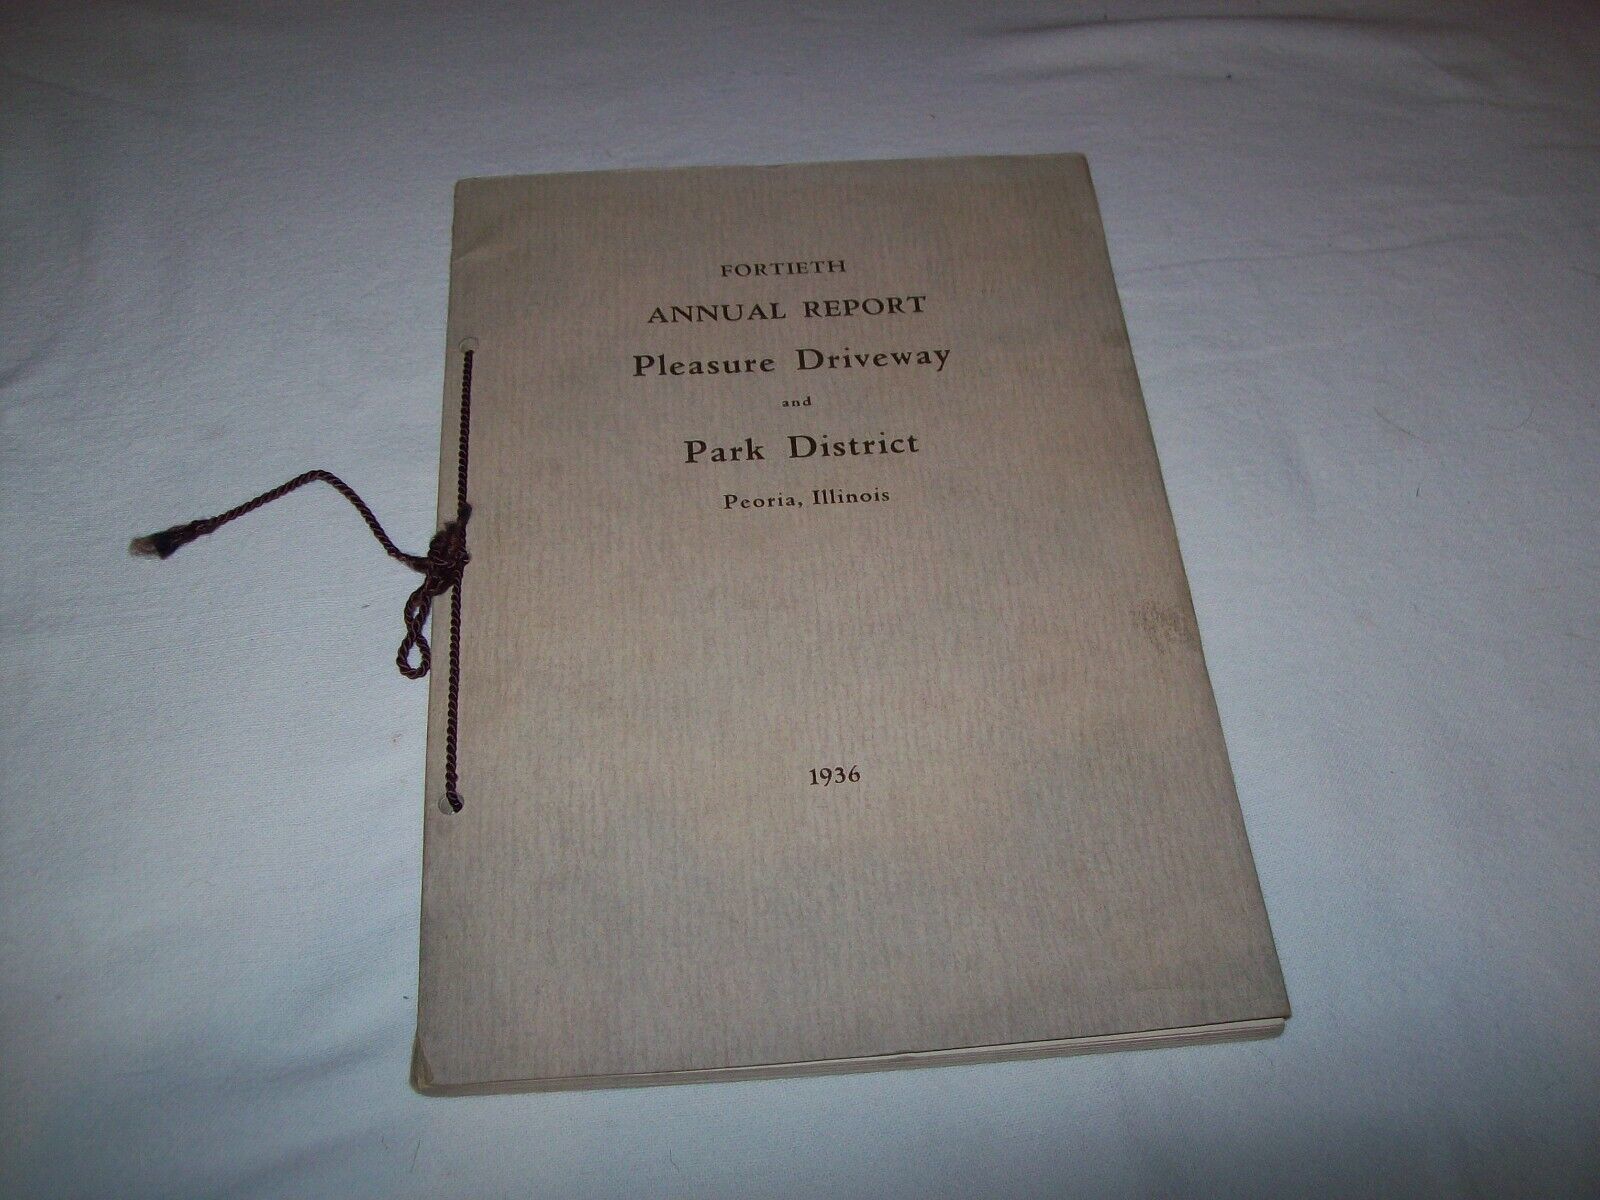 FORTIETH
ANNUAL REPORT
Pleasure Driveway
and
Park District
Peoria, Illinois
1936